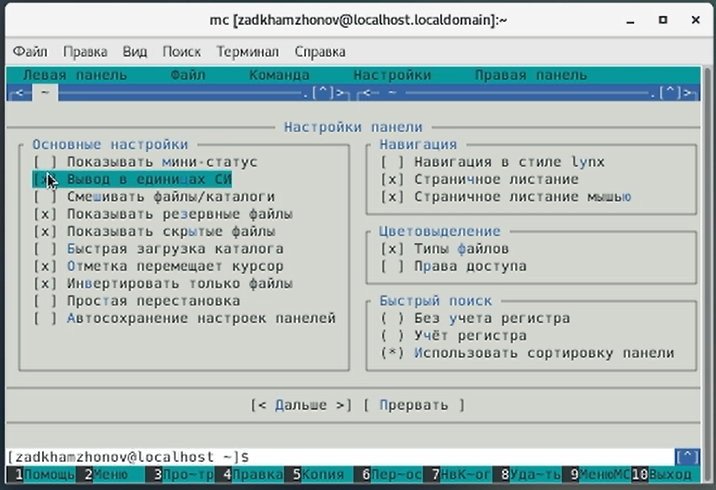 mc [zadkhamzhonov@localhost.localdomain]:~
Файл Правка Вид Поиск Терминал Справка
Левая панель Файл Команда Настройки Правая панель
<— ~ .[^]> <— ~ .[^]>
Настройки панели
Основные настройки
[ ] Показывать мини-статус
[x] Вывод в единицах СИ
[ ] Смешивать файлы/каталоги
[x] Показывать резервные файлы
[x] Показывать скрытые файлы
[ ] Быстрая загрузка каталога
[x] Отметка перемещает курсор
[x] Инвертировать только файлы
[ ] Простая перестановка
[ ] Автосохранение настроек панелей
Навигация
[ ] Навигация в стиле lynx
[x] Страничное листание
[x] Страничное листание мышью
Цветовыделение
[x] Типы файлов
[ ] Права доступа
Быстрый поиск
( ) Без учета регистра
( ) Учёт регистра
(*) Использовать сортировку панели
[< Дальше >] [ Прервать ]
[zadkhamzhonov@localhost ~]$ [^]
1Помощь 2Меню 3Про~тр 4Правка 5Копия 6Пер~ос 7НвК~ог 8Уда~ть 9МенюMC 10Выход